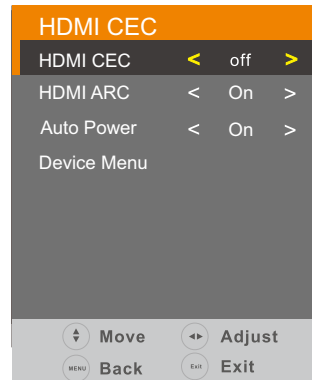 HDMI CEC
HDMI CEC < off >
HDMI ARC < On >
Auto Power < On >
Device Menu
Move Adjust
MENU Back Exit Exit